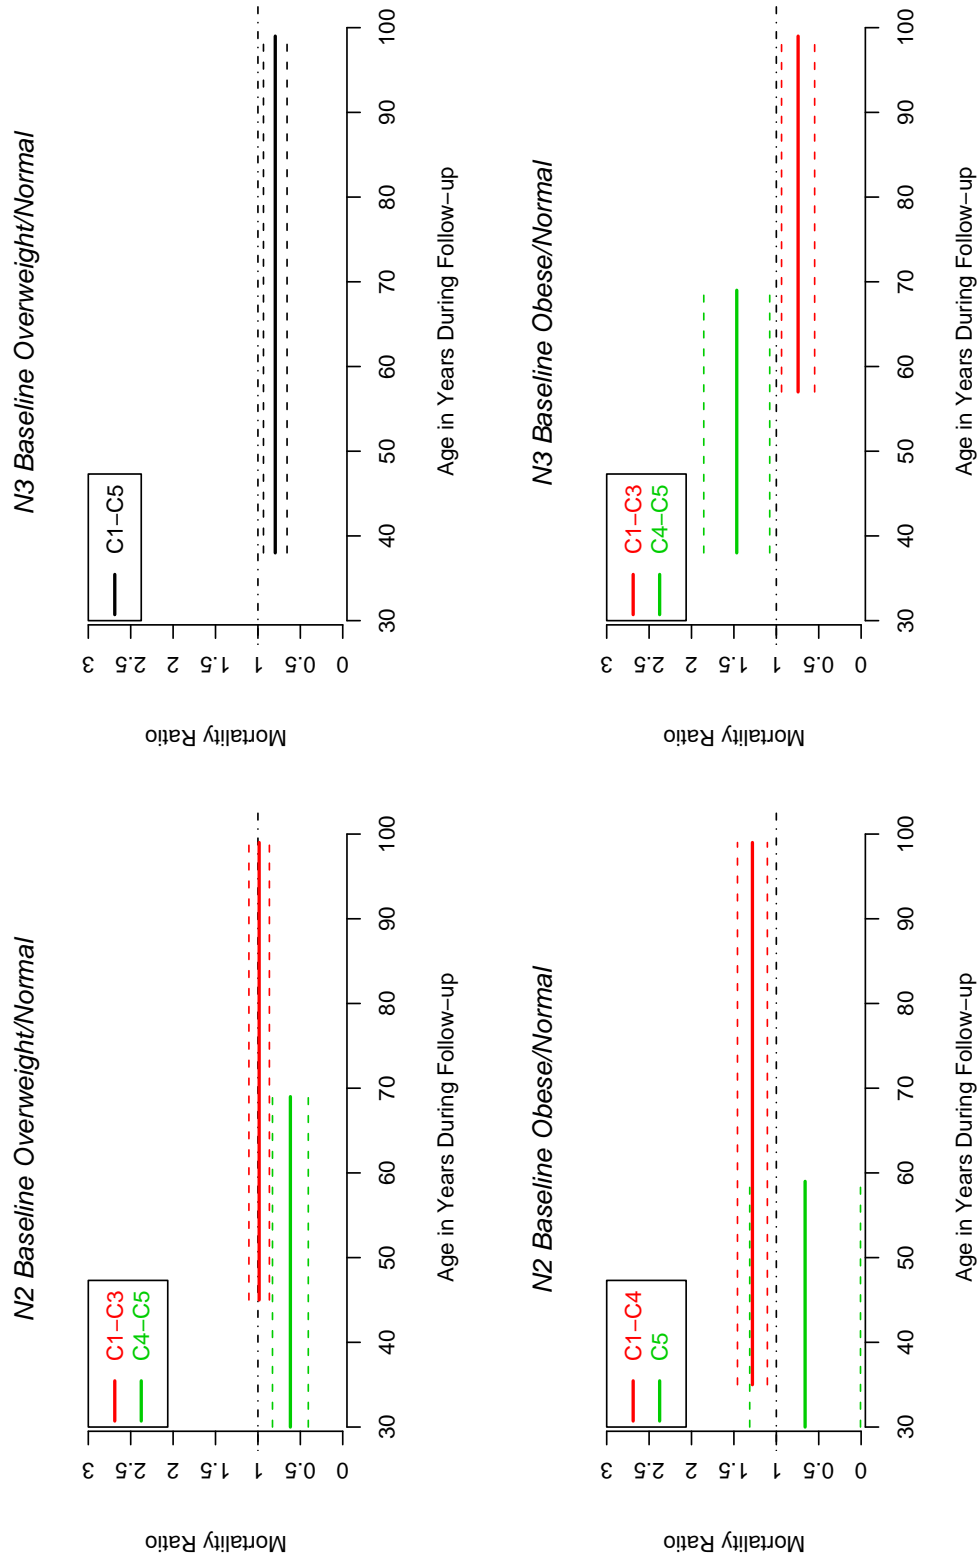 N2 Baseline Overweight/Normal
3
2.5
2
1.5
1
0.5
0
Mortality Ratio
C1−C3
C4−C5
30 40 50 60 70 80 90 100
Age in Years During Follow−up
N3 Baseline Overweight/Normal
3
2.5
2
1.5
1
0.5
0
Mortality Ratio
C1−C5
30 40 50 60 70 80 90 100
Age in Years During Follow−up
N2 Baseline Obese/Normal
3
2.5
2
1.5
1
0.5
0
Mortality Ratio
C1−C4
C5
30 40 50 60 70 80 90 100
Age in Years During Follow−up
N3 Baseline Obese/Normal
3
2.5
2
1.5
1
0.5
0
Mortality Ratio
C1−C3
C4−C5
30 40 50 60 70 80 90 100
Age in Years During Follow−up